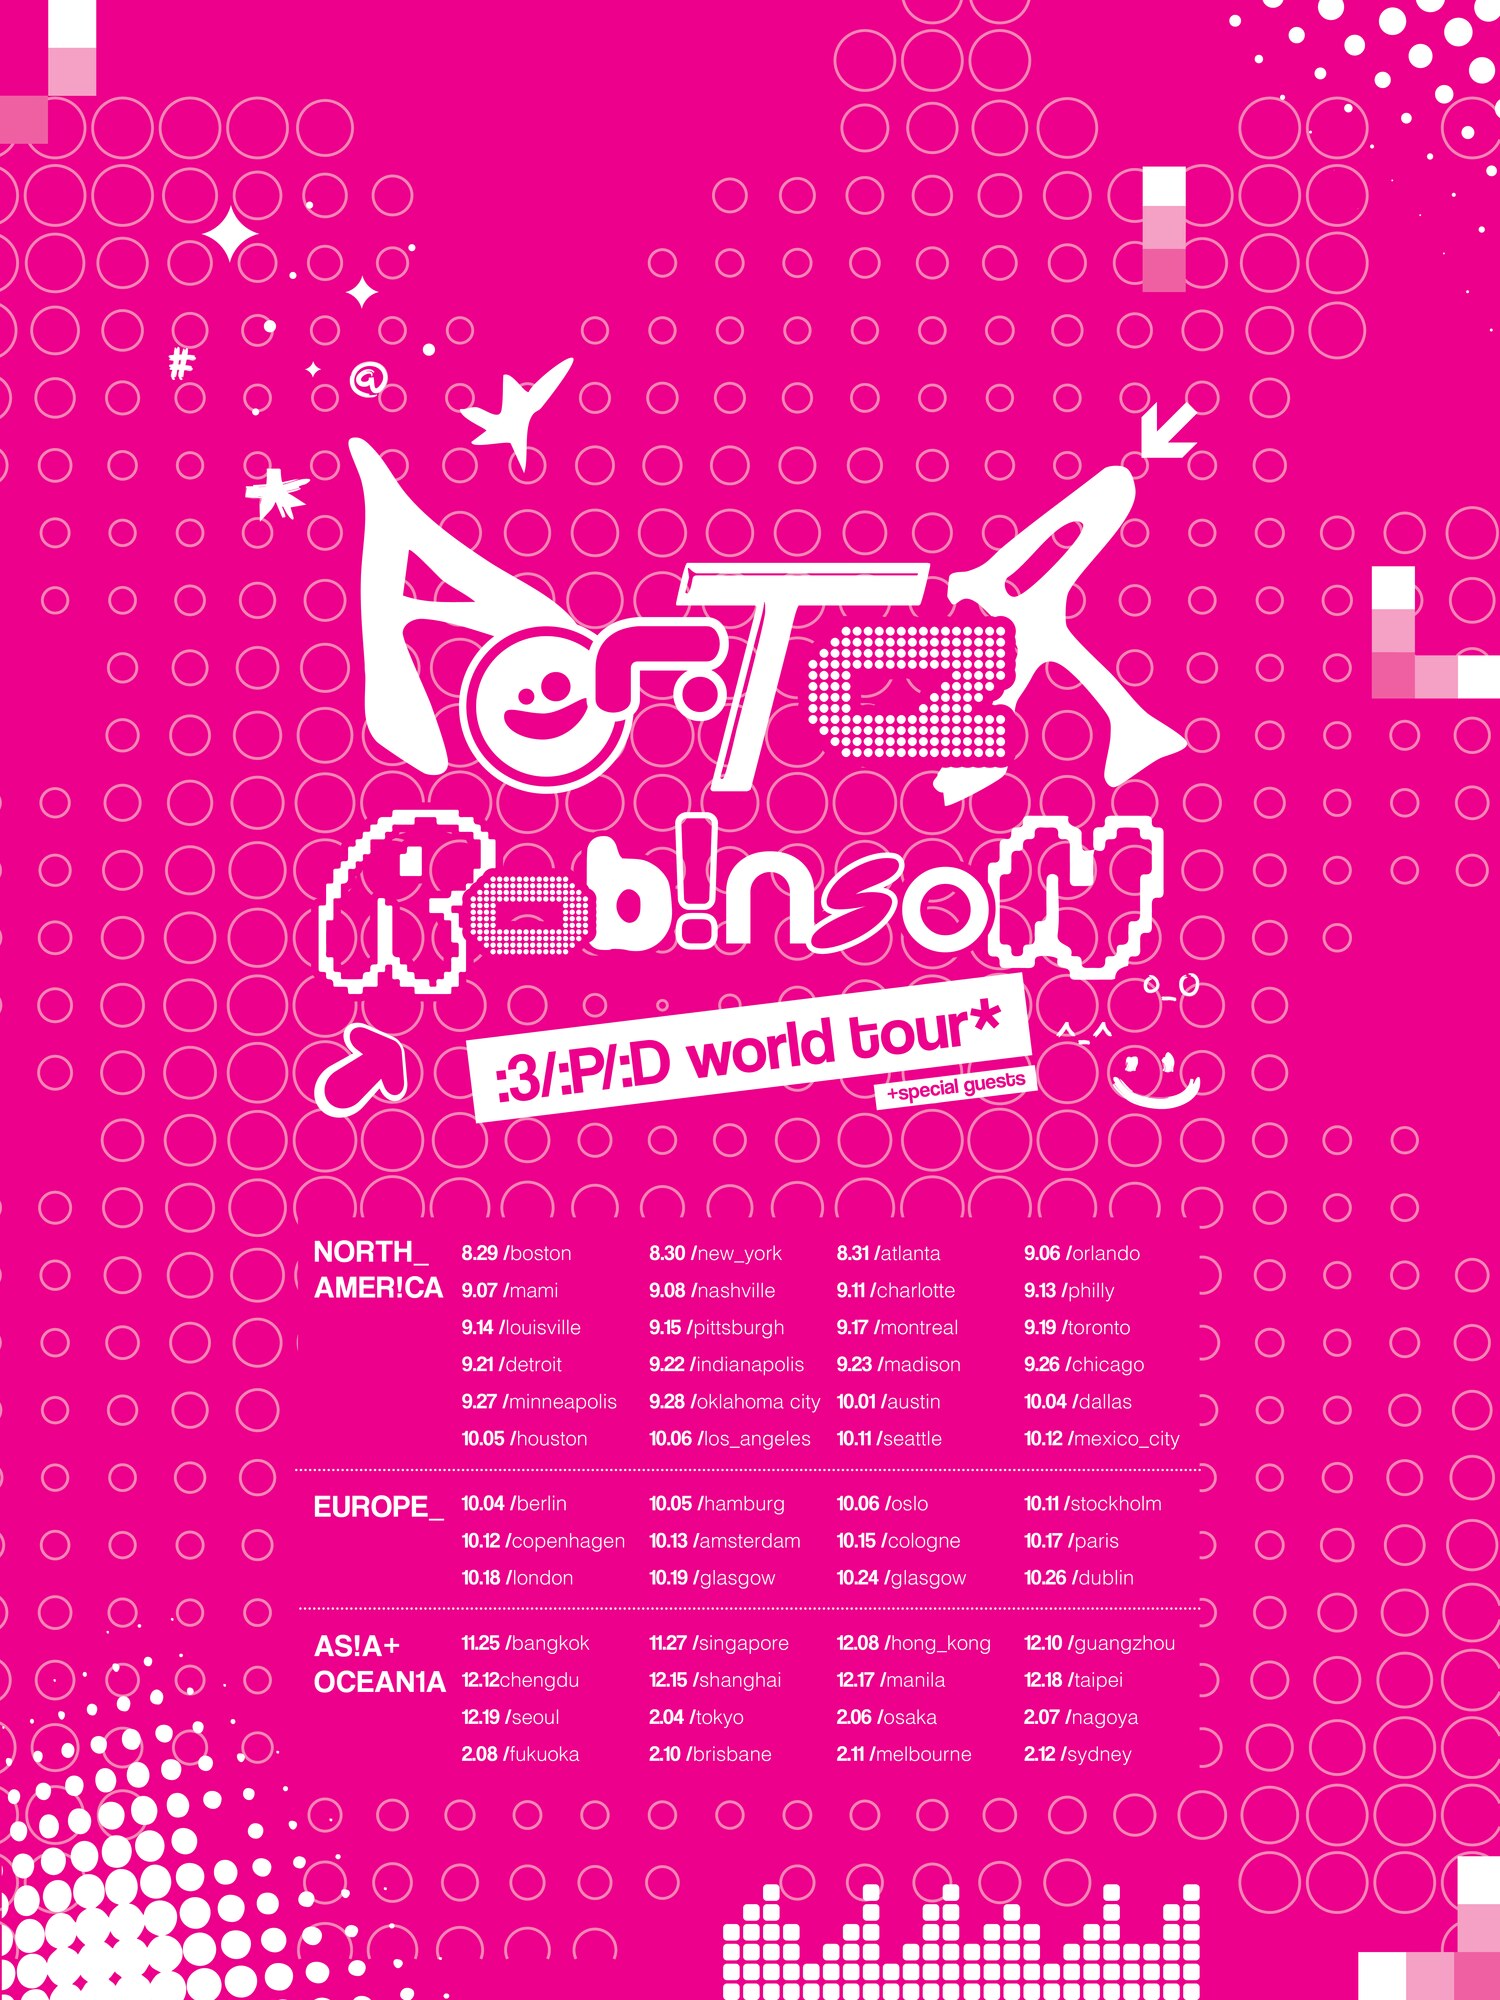 #
@
*
PorTeR
Rob!nsoN
:3/:P/:D world tour*
+special guests
o_o
^_^
NORTH_
AMER!CA
8.29 /boston 8.30 /new_york 8.31 /atlanta 9.06 /orlando
9.07 /mami 9.08 /nashville 9.11 /charlotte 9.13 /philly
9.14 /louisville 9.15 /pittsburgh 9.17 /montreal 9.19 /toronto
9.21 /detroit 9.22 /indianapolis 9.23 /madison 9.26 /chicago
9.27 /minneapolis 9.28 /oklahoma city 10.01 /austin 10.04 /dallas
10.05 /houston 10.06 /los_angeles 10.11 /seattle 10.12 /mexico_city
EUROPE_
10.04 /berlin 10.05 /hamburg 10.06 /oslo 10.11 /stockholm
10.12 /copenhagen 10.13 /amsterdam 10.15 /cologne 10.17 /paris
10.18 /london 10.19 /glasgow 10.24 /glasgow 10.26 /dublin
AS!A+
OCEAN1A
11.25 /bangkok 11.27 /singapore 12.08 /hong_kong 12.10 /guangzhou
12.12chengdu 12.15 /shanghai 12.17 /manila 12.18 /taipei
12.19 /seoul 2.04 /tokyo 2.06 /osaka 2.07 /nagoya
2.08 /fukuoka 2.10 /brisbane 2.11 /melbourne 2.12 /sydney